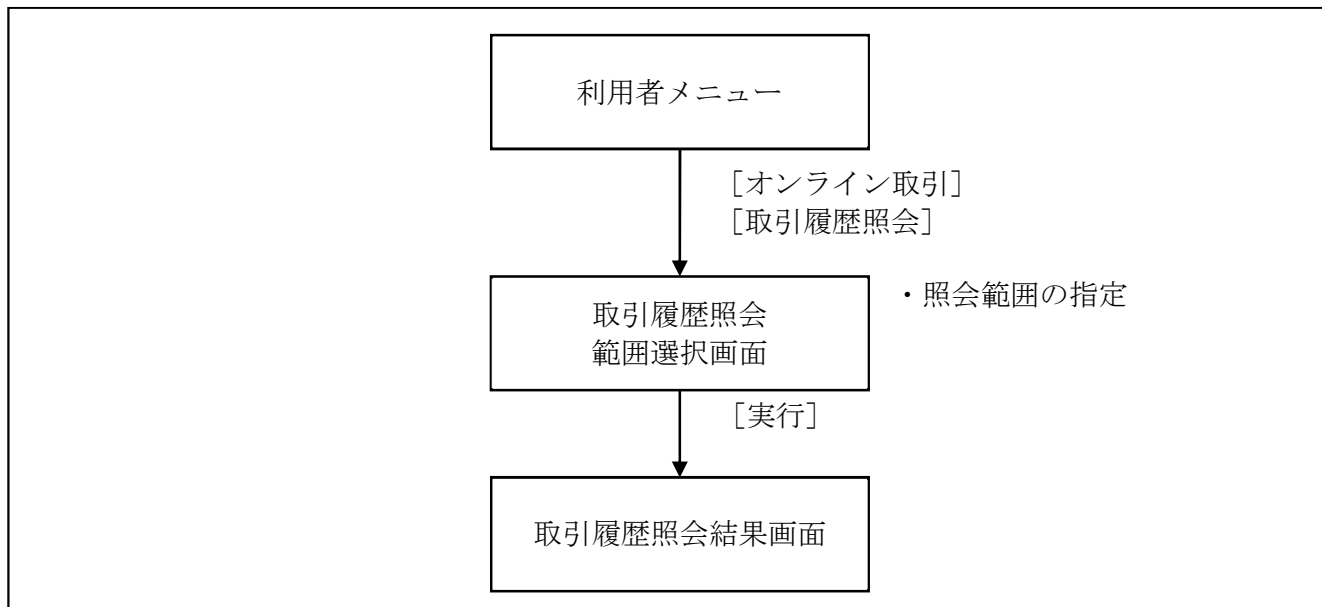 利用者メニュー
［オンライン取引］
［取引履歴照会］
取引履歴照会
範囲選択画面
・照会範囲の指定
［実行］
取引履歴照会結果画面